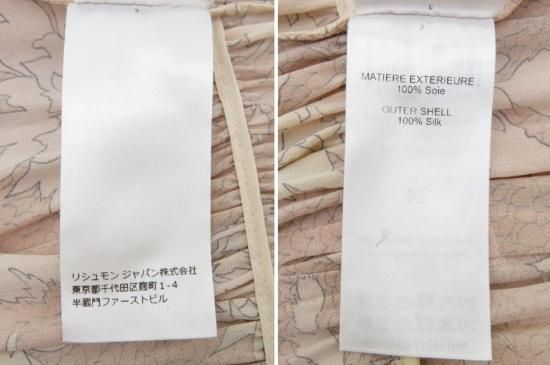 リシュモン ジャパン株式会社
東京都千代田区麹町1-4
半蔵門ファーストビル
MATIERE EXTERIEURE :
100% Soie
OUTER SHELL :
100% Silk